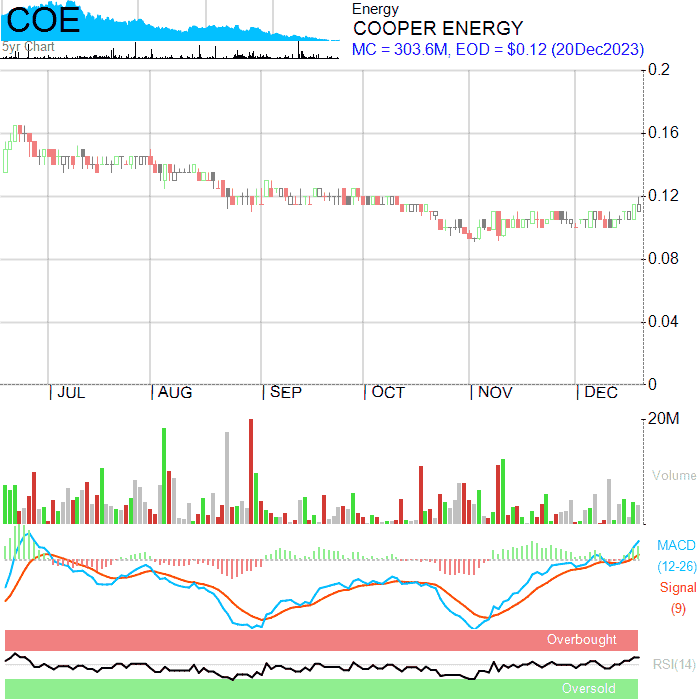 COE
5yr Chart
Energy
COOPER ENERGY
MC = 303.6M, EOD = $0.12 (20Dec2023)
0.2
0.16
0.12
0.08
0.04
0
JUL AUG SEP OCT NOV DEC
20M
Volume
MACD
(12-26)
Signal
(9)
Overbought
RSI(14)
Oversold